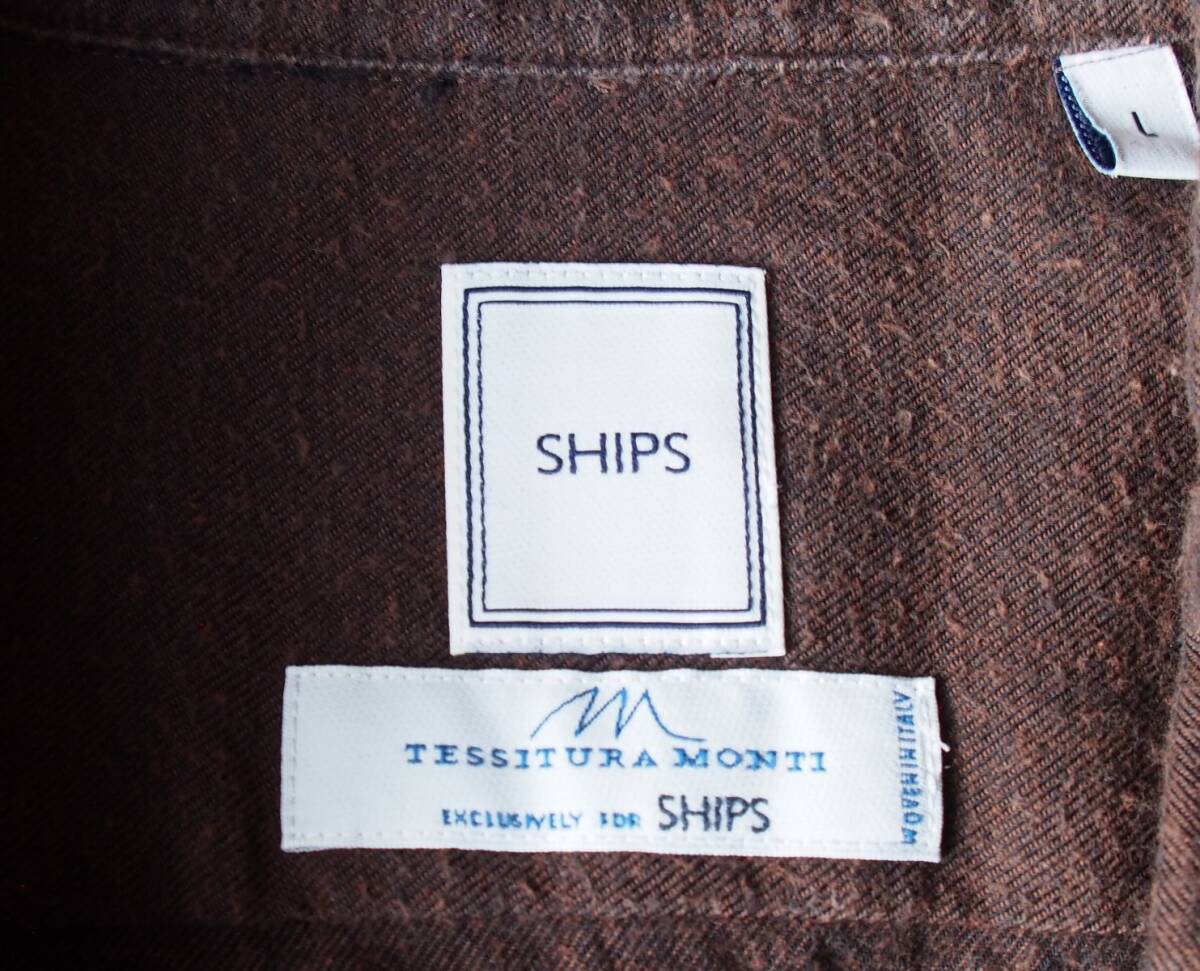 L
SHIPS
TESSITURA MONTI
EXCLUSIVELY FOR SHIPS
WOVEN IN ITALY